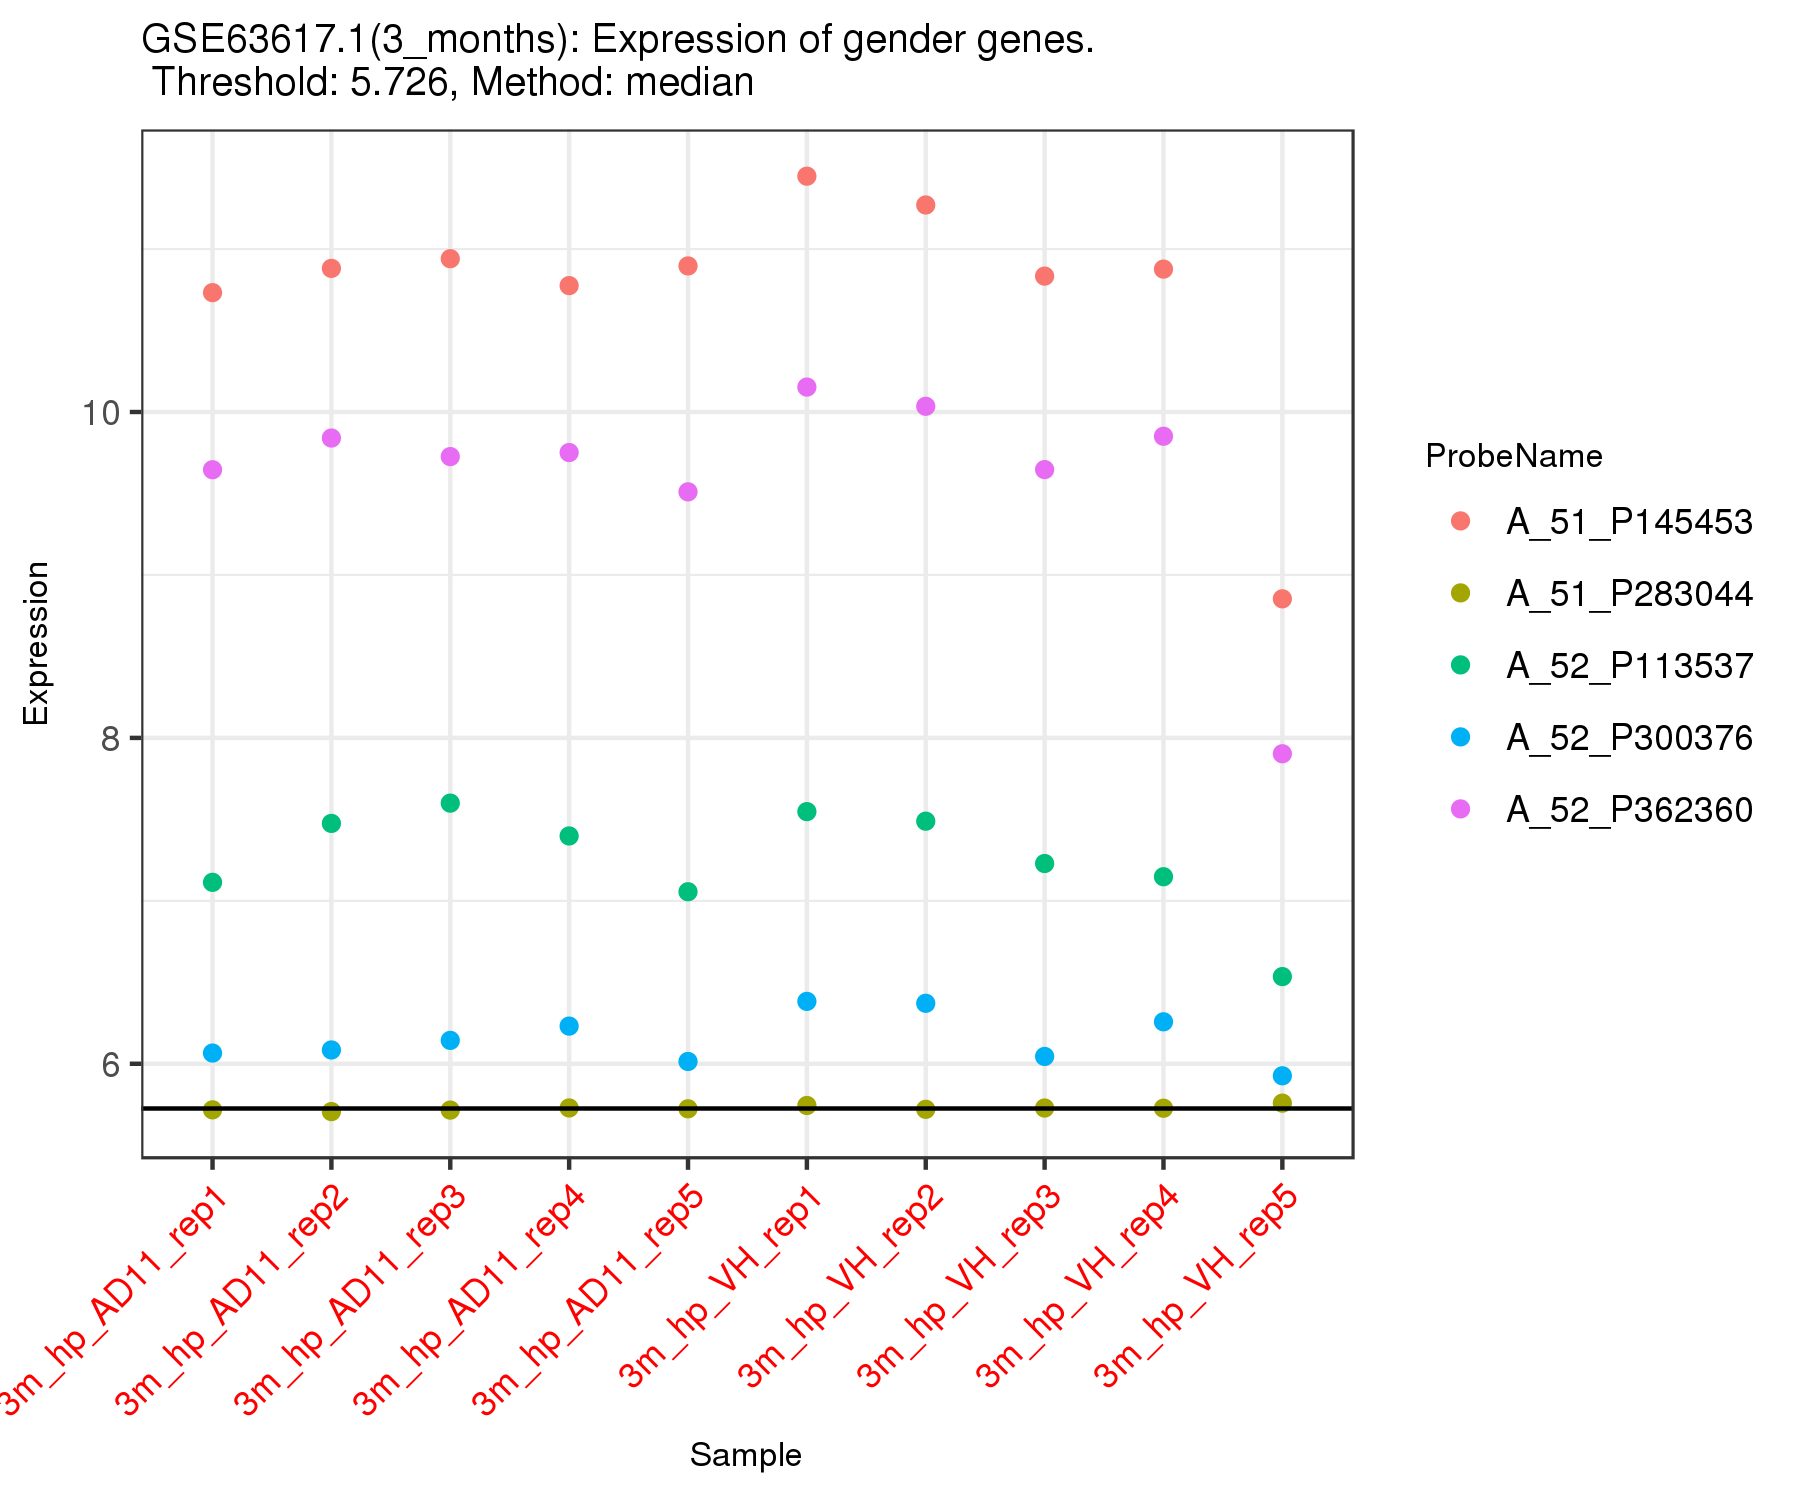 GSE63617.1(3_months): Expression of gender genes.
Threshold: 5.726, Method: median
Expression
10
8
6
3m_hp_AD11_rep1
3m_hp_AD11_rep2
3m_hp_AD11_rep3
3m_hp_AD11_rep4
3m_hp_AD11_rep5
3m_hp_VH_rep1
3m_hp_VH_rep2
3m_hp_VH_rep3
3m_hp_VH_rep4
3m_hp_VH_rep5
Sample
ProbeName
A_51_P145453
A_51_P283044
A_52_P113537
A_52_P300376
A_52_P362360